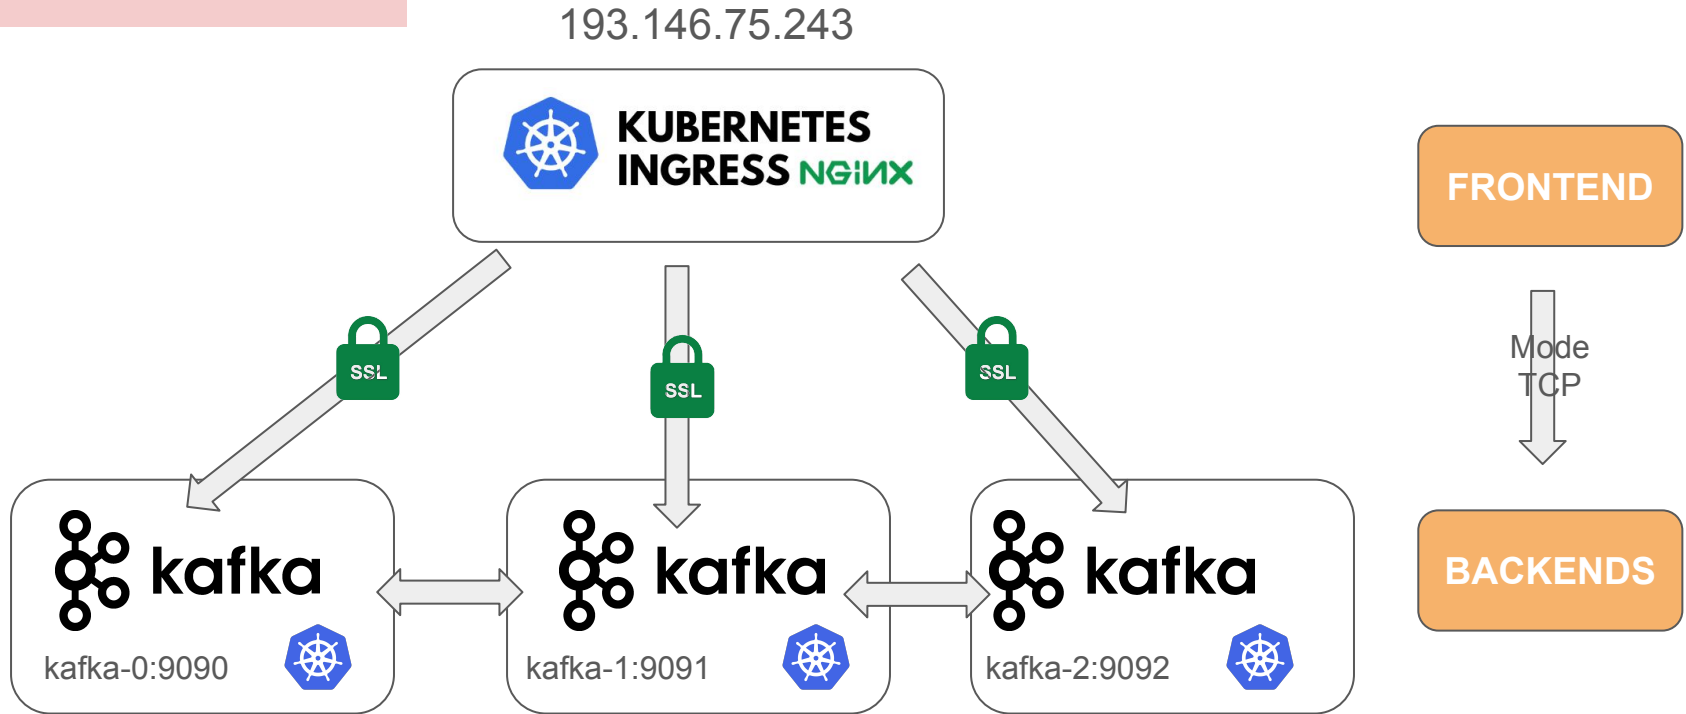 193.146.75.243
KUBERNETES
INGRESS NGINX
FRONTEND
SSL
SSL
SSL
Mode
TCP
kafka
kafka
kafka
BACKENDS
kafka-0:9090
kafka-1:9091
kafka-2:9092